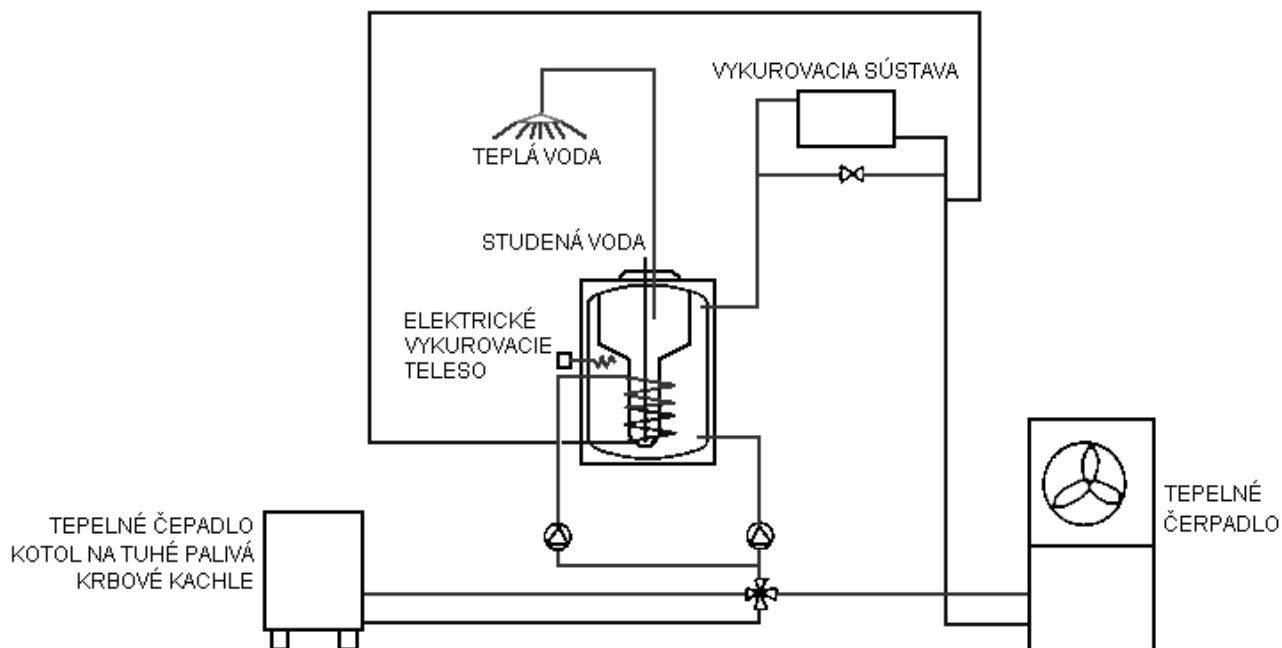 VYKUROVACIA SÚSTAVA
TEPLÁ VODA
STUDENÁ VODA
ELEKTRICKÉ
VYKUROVACIE
TELESO
TEPELNÉ
ČERPADLO
TEPELNÉ ČEPADLO
KOTOL NA TUHÉ PALIVÁ
KRBOVÉ KACHLE